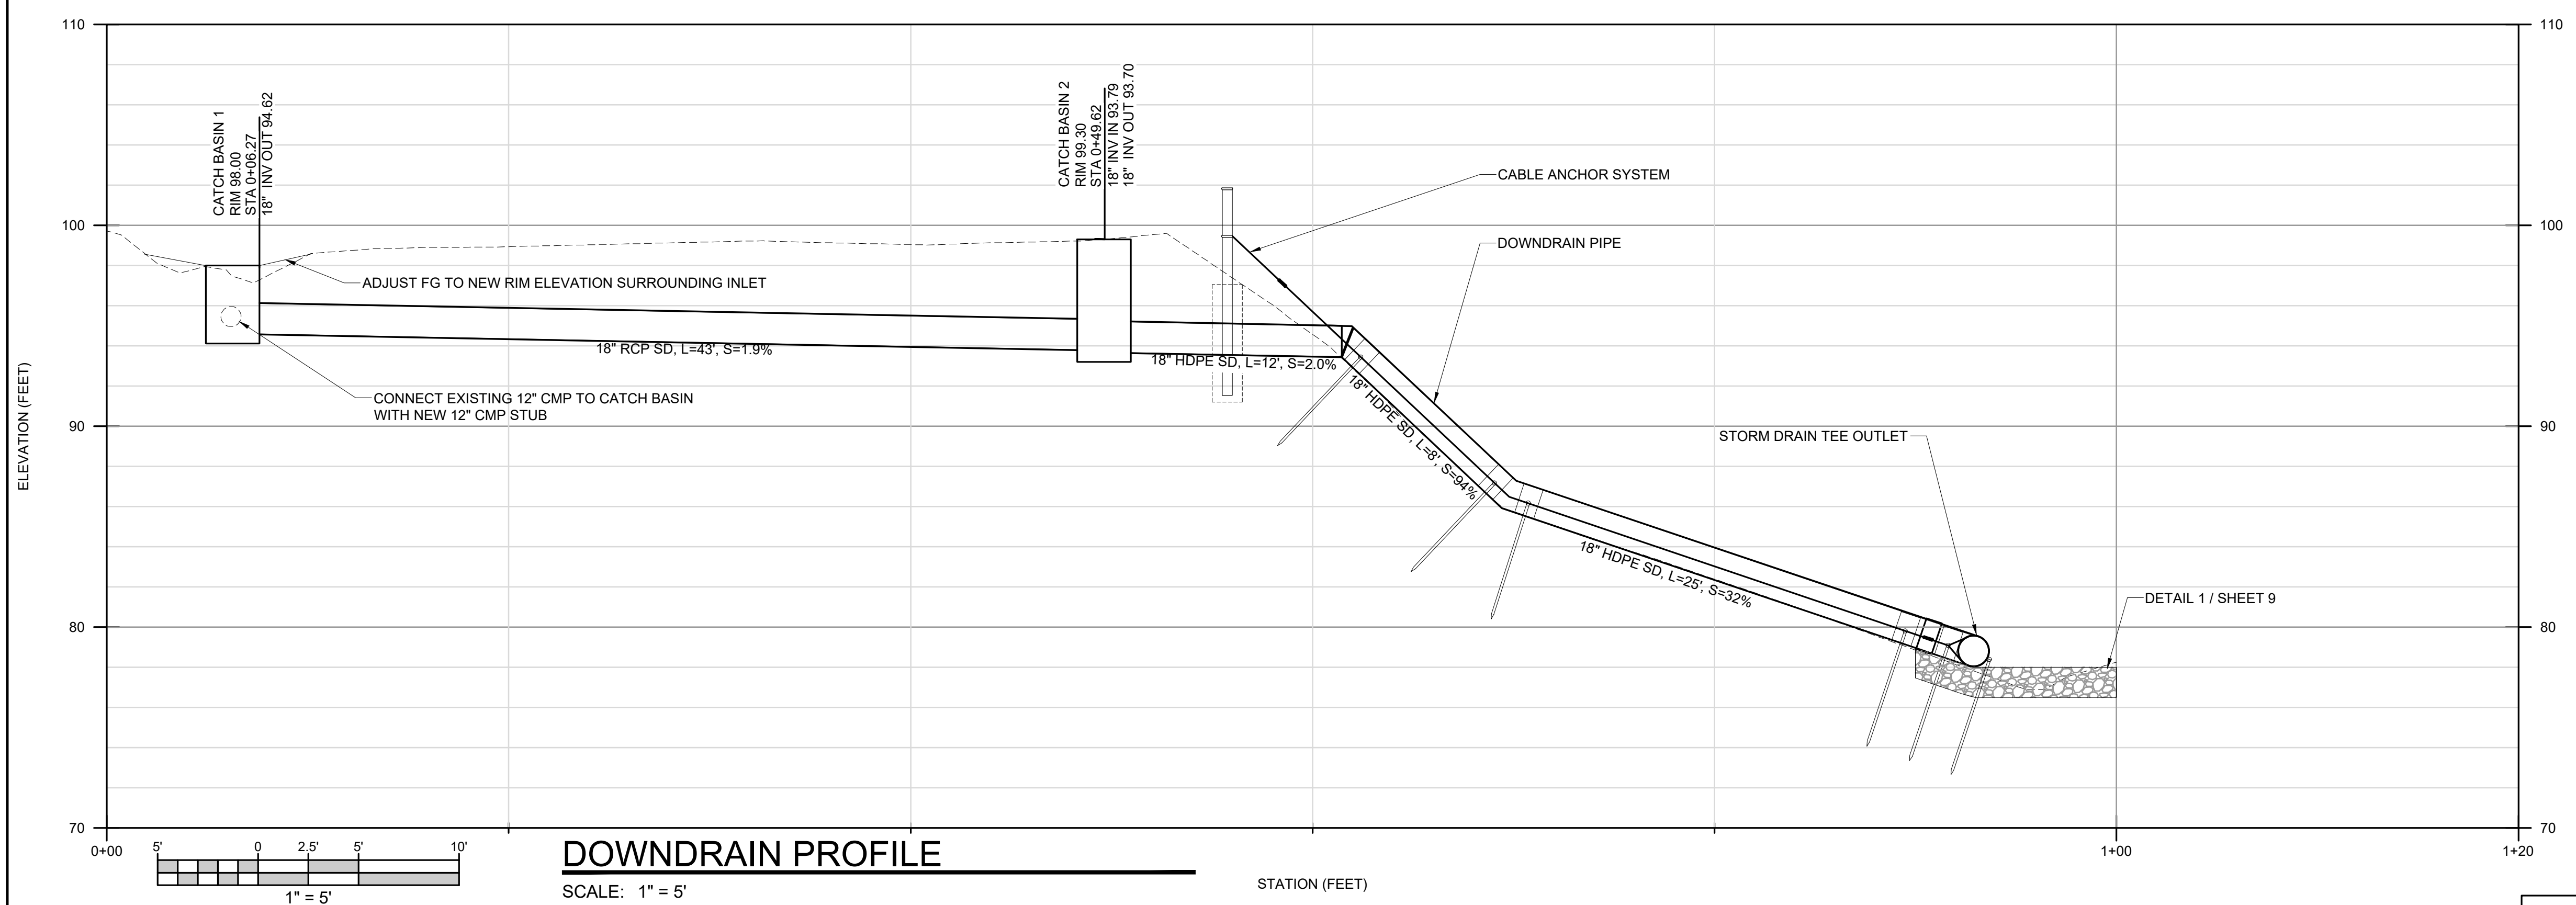 110
110
CATCH BASIN 1
RIM 98.00
STA 0+06.27
18" INV OUT 94.62
CATCH BASIN 2
RIM 99.30
STA 0+49.62
18" INV IN 93.79
18" INV OUT 93.70
CABLE ANCHOR SYSTEM
100
100
DOWNDRAIN PIPE
ADJUST FG TO NEW RIM ELEVATION SURROUNDING INLET
18" RCP SD, L=43', S=1.9%
18" HDPE SD, L=12', S=2.0%
CONNECT EXISTING 12" CMP TO CATCH BASIN
WITH NEW 12" CMP STUB
18" HDPE SD, L=8', S=94%
ELEVATION (FEET)
90
90
STORM DRAIN TEE OUTLET
18" HDPE SD, L=25', S=32%
DETAIL 1 / SHEET 9
80
80
70
70
0+00
1+00
1+20
5'
0
2.5'
5'
10'
1" = 5'
DOWNDRAIN PROFILE
SCALE: 1" = 5'
STATION (FEET)